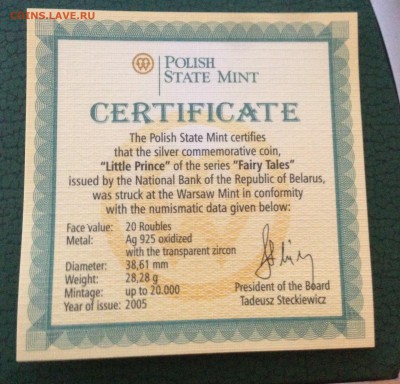 COINS.LAVE.RU
POLISH
STATE MINT
CERTIFICATE
The Polish State Mint certifies
that the silver commemorative coin,
“Little Prince” of the series “Fairy Tales”
issued by the National Bank of the Republic of Belarus,
was struck at the Warsaw Mint in conformity
with the numismatic data given below:
Face value: 20 Roubles
Metal: Ag 925 oxidized
with the transparent zircon
Diameter: 38,61 mm
Weight: 28,28 g
Mintage: up to 20.000
Year of issue: 2005
President of the Board
Tadeusz Steckiewicz